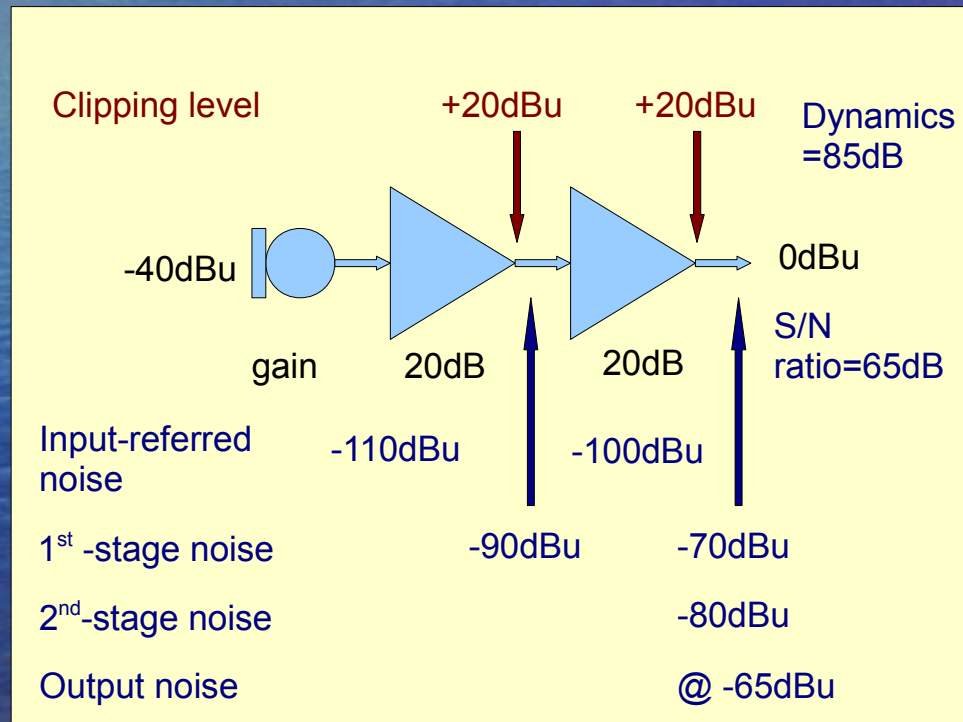 Clipping level +20dBu +20dBu Dynamics
=85dB
-40dBu 0dBu
gain 20dB 20dB S/N
ratio=65dB
Input-referred
noise -110dBu -100dBu
1st -stage noise -90dBu -70dBu
2nd-stage noise -80dBu
Output noise @ -65dBu